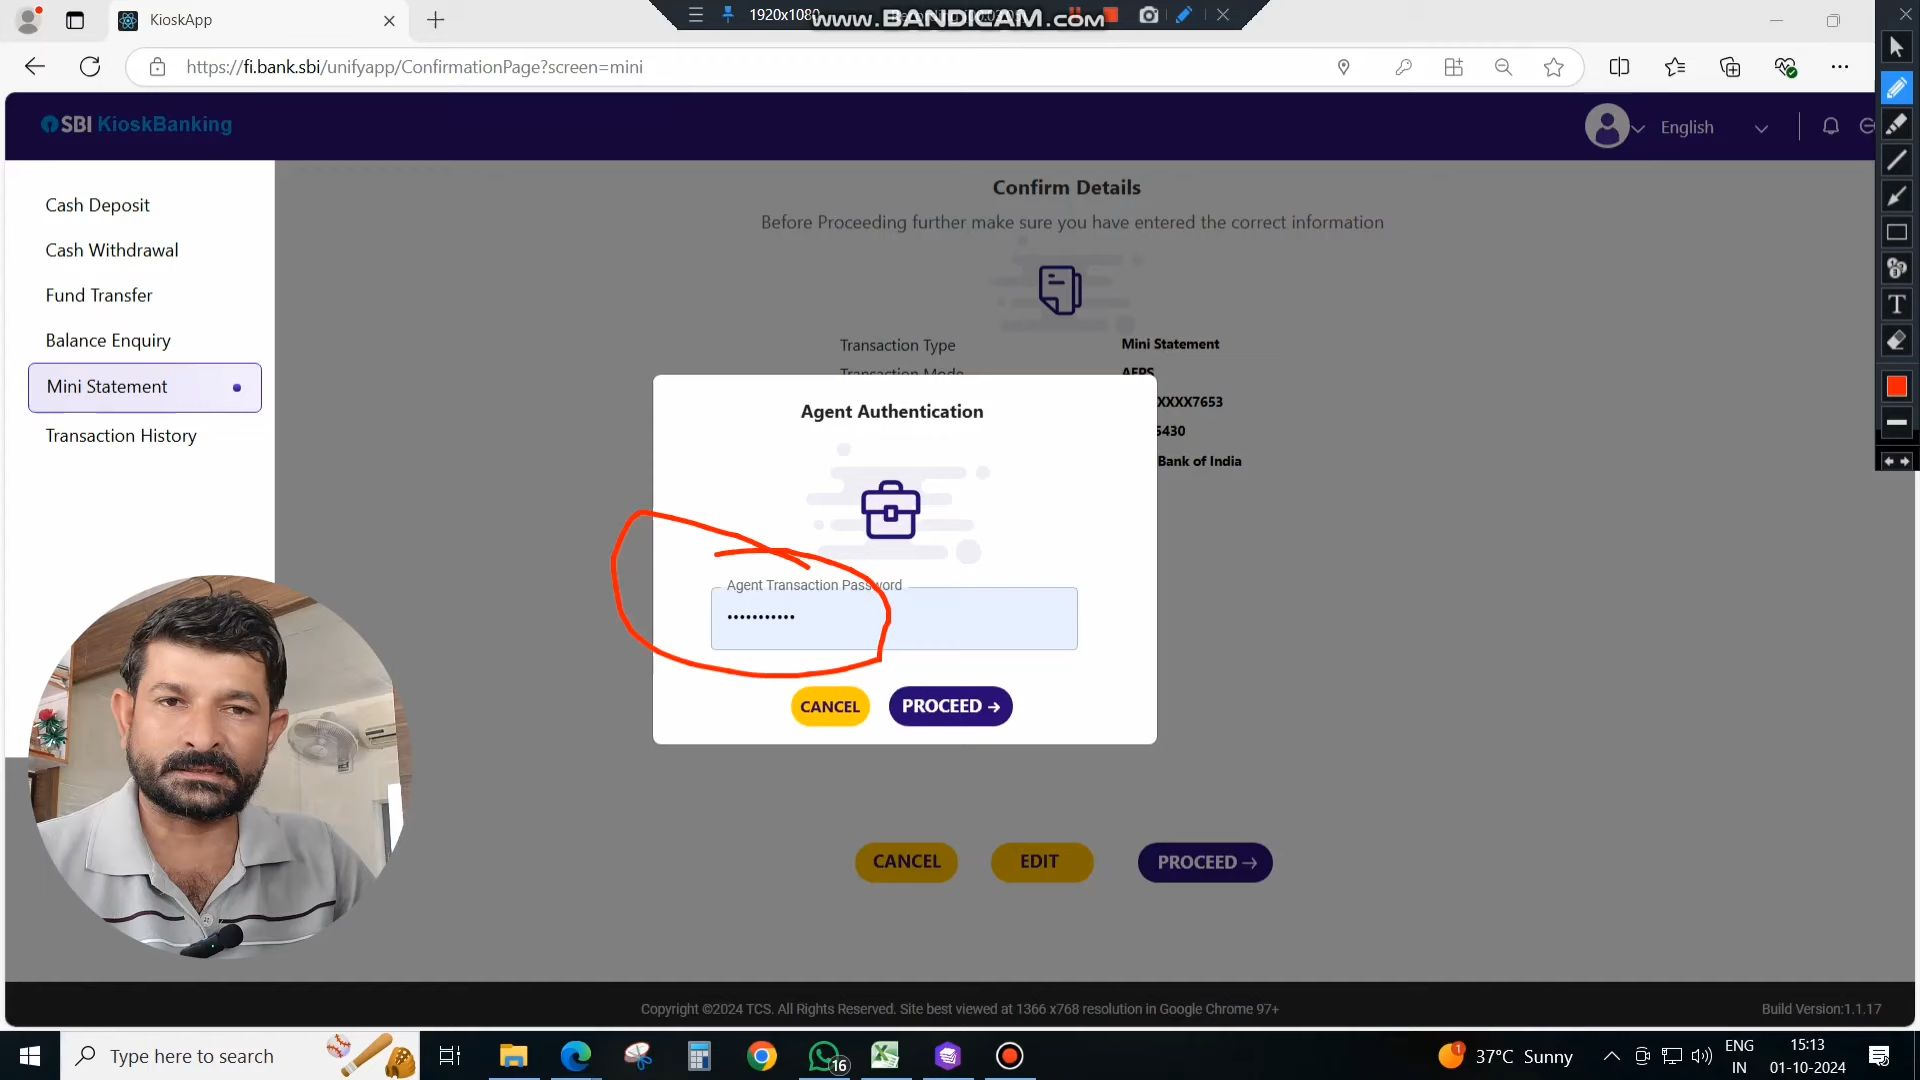 KioskApp
1920x1080
www.BANDICAM.com
https://fi.bank.sbi/unifyapp/ConfirmationPage?screen=mini
SBI KioskBanking
English
Cash Deposit
Cash Withdrawal
Fund Transfer
Balance Enquiry
Mini Statement
Transaction History
Confirm Details
Before Proceeding further make sure you have entered the correct information
Transaction Type Mini Statement
Transaction Mode AEPS
XXXX7653
5430
Bank of India
Agent Authentication
Agent Transaction Password
•••••••••••
CANCEL PROCEED →
CANCEL EDIT PROCEED →
Copyright ©2024 TCS. All Rights Reserved. Site best viewed at 1366 x768 resolution in Google Chrome 97+
Build Version:1.1.17
Type here to search
16
1
37°C Sunny
ENG
IN
15:13
01-10-2024